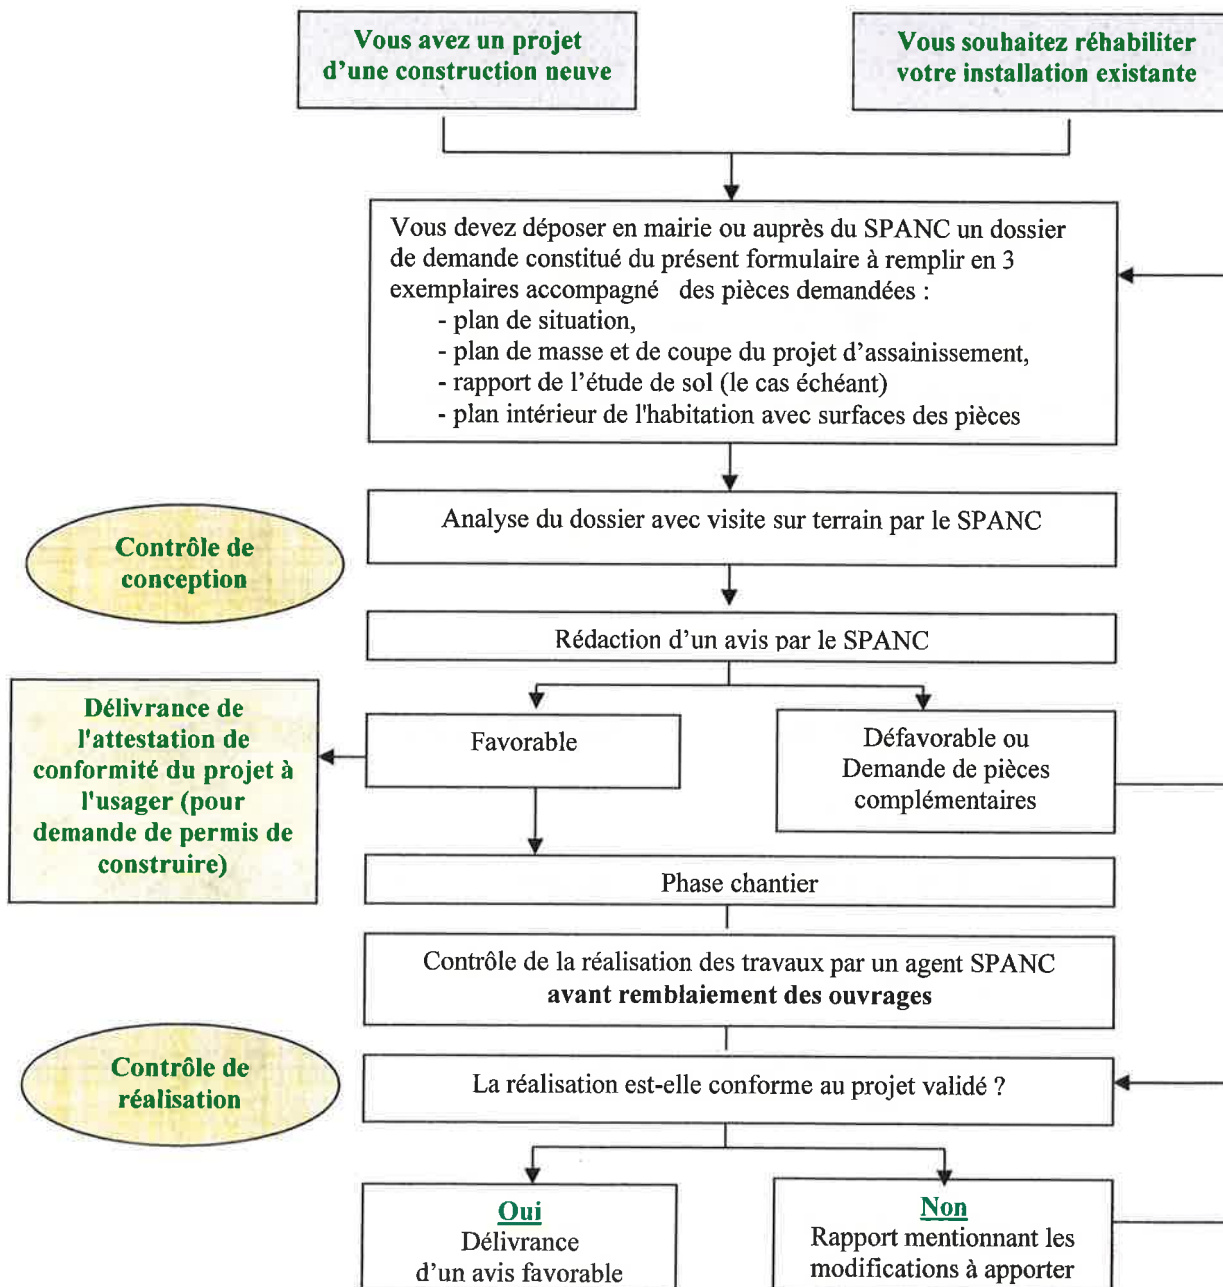 Vous avez un projet
d'une construction neuve
Vous souhaitez réhabiliter
votre installation existante
Vous devez déposer en mairie ou auprès du SPANC un dossier
de demande constitué du présent formulaire à remplir en 3
exemplaires accompagné des pièces demandées :
- plan de situation,
- plan de masse et de coupe du projet d'assainissement,
- rapport de l'étude de sol (le cas échéant)
- plan intérieur de l'habitation avec surfaces des pièces
Analyse du dossier avec visite sur terrain par le SPANC
Contrôle de
conception
Rédaction d'un avis par le SPANC
Délivrance de
l'attestation de
conformité du projet à
l'usager (pour
demande de permis de
construire)
Favorable
Défavorable ou
Demande de pièces
complémentaires
Phase chantier
Contrôle de la réalisation des travaux par un agent SPANC
avant remblaiement des ouvrages
Contrôle de
réalisation
La réalisation est-elle conforme au projet validé ?
Oui
Délivrance
d'un avis favorable
Non
Rapport mentionnant les
modifications à apporter